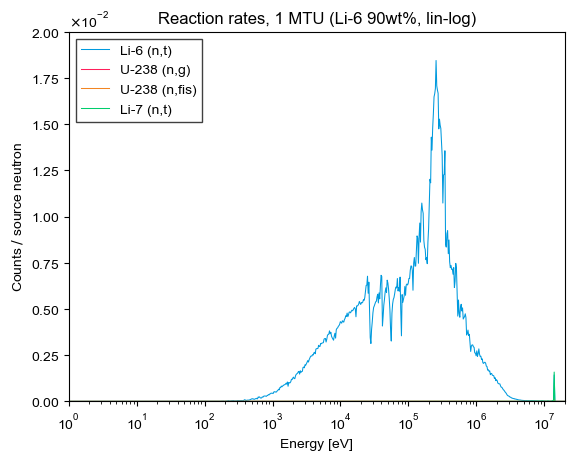 Reaction rates, 1 MTU (Li-6 90wt%, lin-log)
×10⁻²
2.00
1.75
1.50
1.25
1.00
0.75
0.50
0.25
0.00
Counts / source neutron
Li-6 (n,t)
U-238 (n,g)
U-238 (n,fis)
Li-7 (n,t)
10⁰
10¹
10²
10³
10⁴
10⁵
10⁶
10⁷
Energy [eV]